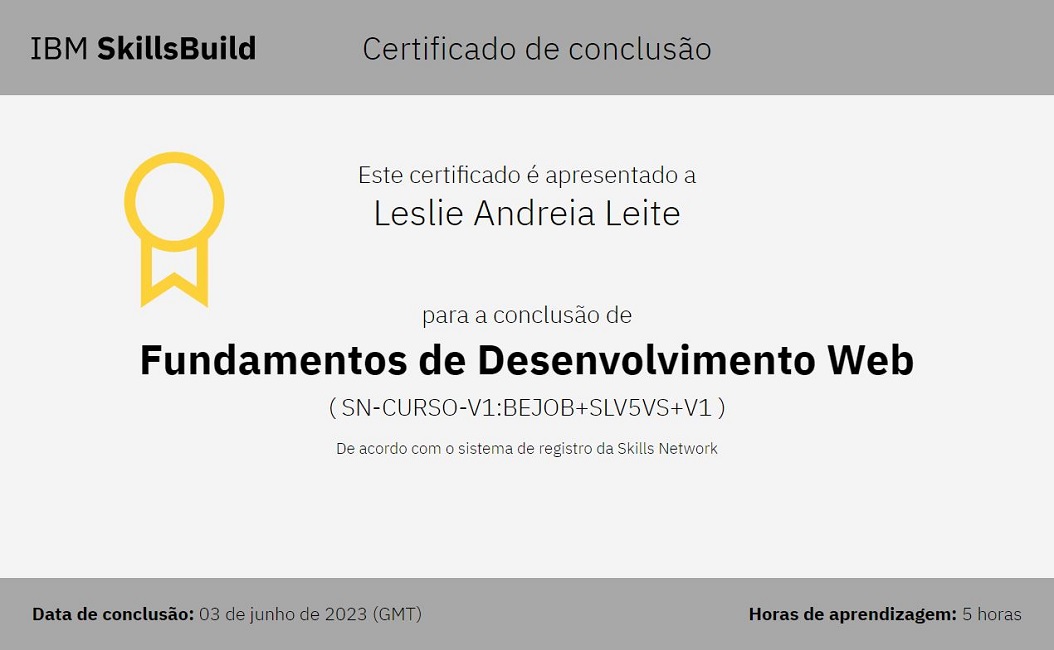 IBM SkillsBuild
Certificado de conclusão
Este certificado é apresentado a
Leslie Andreia Leite
para a conclusão de
Fundamentos de Desenvolvimento Web
( SN-CURSO-V1:BEJOB+SLV5VS+V1 )
De acordo com o sistema de registro da Skills Network
Data de conclusão: 03 de junho de 2023 (GMT)
Horas de aprendizagem: 5 horas